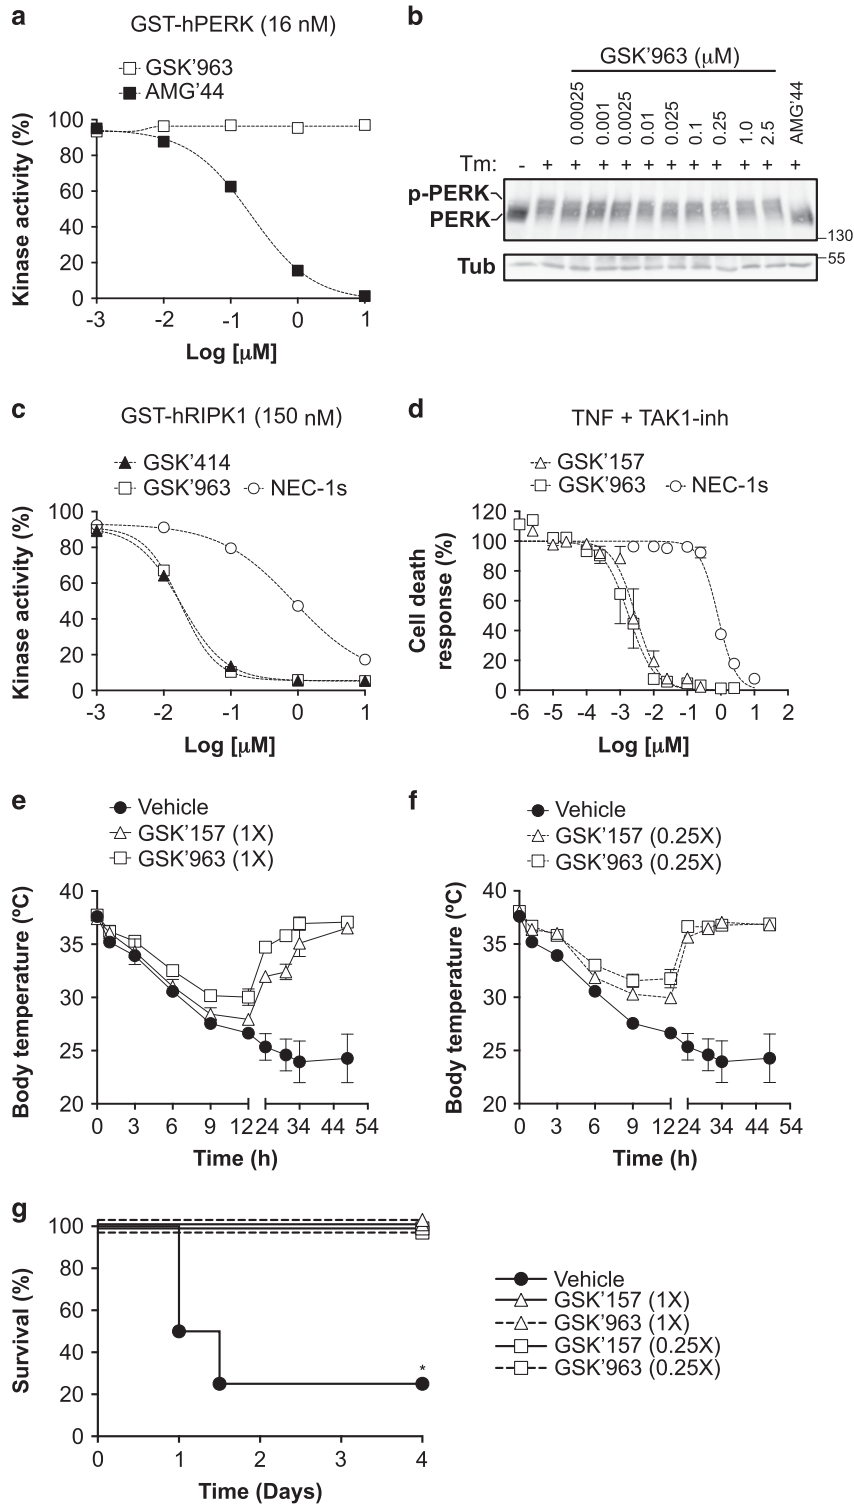 a
GST-hPERK (16 nM)
GSK'963
AMG'44
Kinase activity (%)
100
80
60
40
20
0
-3 -2 -1 0 1
Log [μM]
b
GSK'963 (μM)
0.00025 0.001 0.0025 0.01 0.025 0.1 0.25 1.0 2.5 AMG'44
Tm: - + + + + + + + + + + +
p-PERK
PERK
130
55
Tub
c
GST-hRIPK1 (150 nM)
GSK'414
GSK'963 NEC-1s
Kinase activity (%)
100
80
60
40
20
0
-3 -2 -1 0 1
Log [μM]
d
TNF + TAK1-inh
GSK'157
GSK'963 NEC-1s
Cell death
response (%)
120
100
80
60
40
20
0
-6 -5 -4 -3 -2 -1 0 1 2
Log [μM]
e
Vehicle
GSK'157 (1X)
GSK'963 (1X)
Body temperature (ºC)
40
35
30
25
20
0 3 6 9 12 24 34 44 54
Time (h)
f
Vehicle
GSK'157 (0.25X)
GSK'963 (0.25X)
Body temperature (ºC)
40
35
30
25
20
0 3 6 9 12 24 34 44 54
Time (h)
g
Survival (%)
100
80
60
40
20
0
*
0 1 2 3 4
Time (Days)
Vehicle
GSK'157 (1X)
GSK'963 (1X)
GSK'157 (0.25X)
GSK'963 (0.25X)